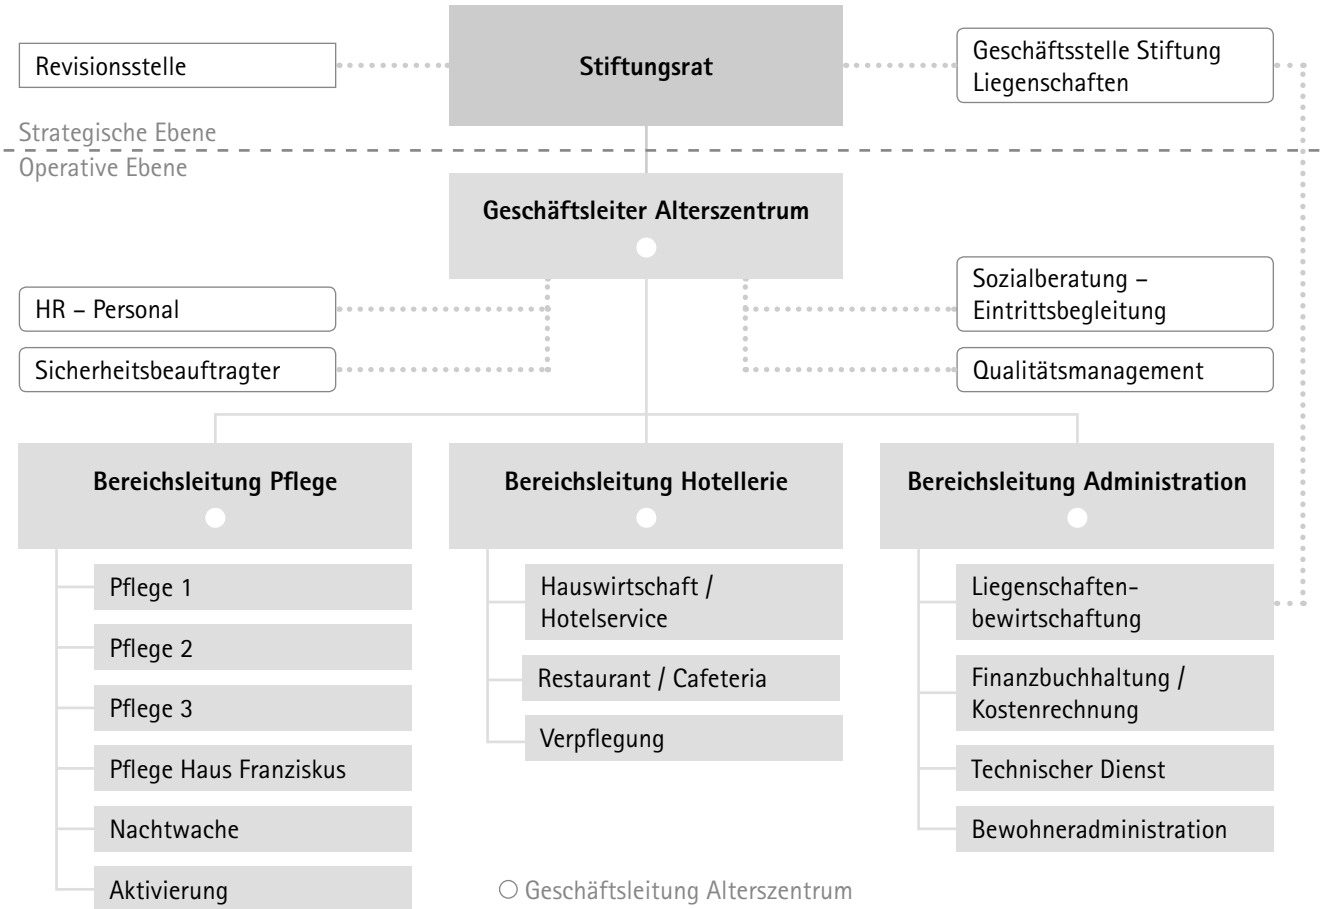 Revisionsstelle
Stiftungsrat
Geschäftsstelle Stiftung
Liegenschaften
Strategische Ebene
Operative Ebene
Geschäftsleiter Alterszentrum
HR – Personal
Sicherheitsbeauftragter
Sozialberatung –
Eintrittsbegleitung
Qualitätsmanagement
Bereichsleitung Pflege
Pflege 1
Pflege 2
Pflege 3
Pflege Haus Franziskus
Nachtwache
Aktivierung
Bereichsleitung Hotellerie
Hauswirtschaft /
Hotelservice
Restaurant / Cafeteria
Verpflegung
Bereichsleitung Administration
Liegenschaften-
bewirtschaftung
Finanzbuchhaltung /
Kostenrechnung
Technischer Dienst
Bewohneradministration
Geschäftsleitung Alterszentrum